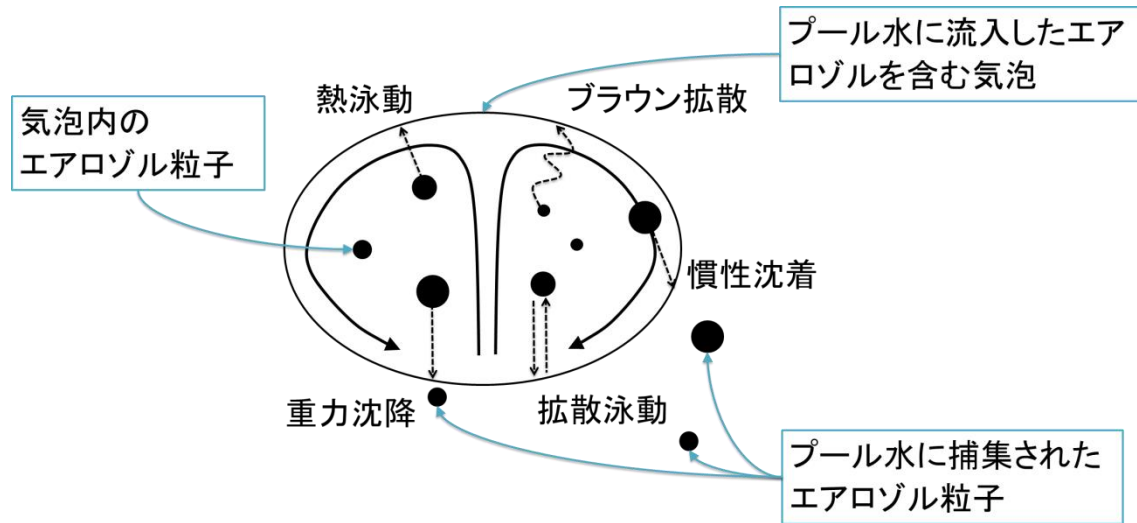 プール水に流入したエア
ロゾルを含む気泡
熱泳動
ブラウン拡散
気泡内の
エアロゾル粒子
慣性沈着
重力沈降
拡散泳動
プール水に捕集された
エアロゾル粒子